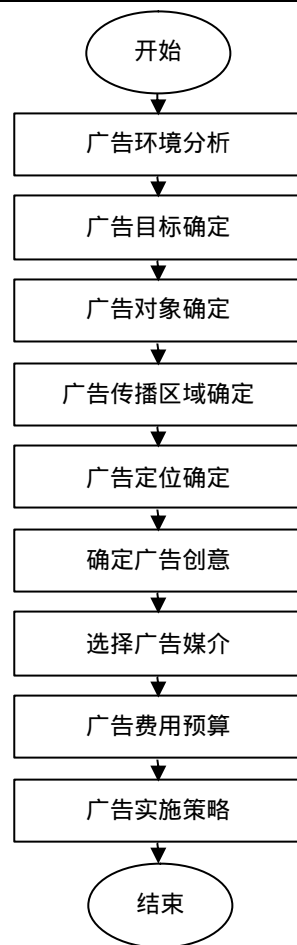 开始
广告环境分析
广告目标确定
广告对象确定
广告传播区域确定
广告定位确定
确定广告创意
选择广告媒介
广告费用预算
广告实施策略
结束